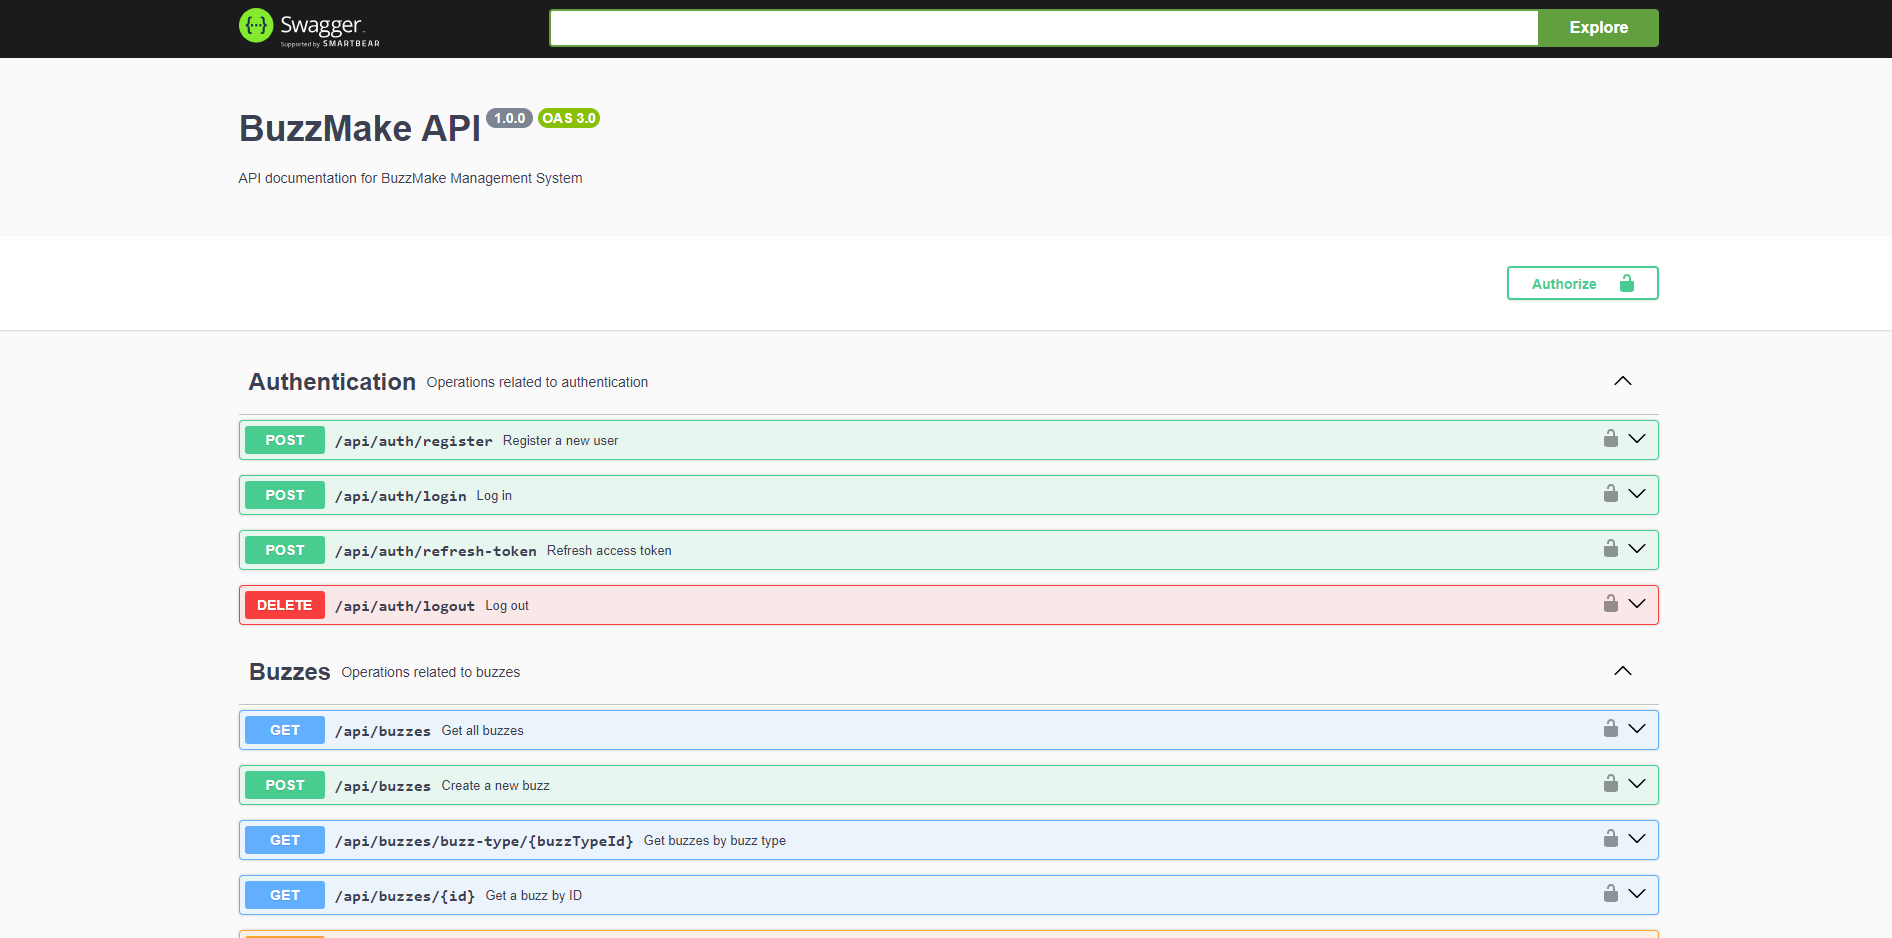 Swagger
Supported by SMARTBEAR
Explore
BuzzMake API 1.0.0 OAS 3.0
API documentation for BuzzMake Management System
Authorize
Authentication Operations related to authentication
POST /api/auth/register Register a new user
POST /api/auth/login Log in
POST /api/auth/refresh-token Refresh access token
DELETE /api/auth/logout Log out
Buzzes Operations related to buzzes
GET /api/buzzes Get all buzzes
POST /api/buzzes Create a new buzz
GET /api/buzzes/buzz-type/{buzzTypeId} Get buzzes by buzz type
GET /api/buzzes/{id} Get a buzz by ID